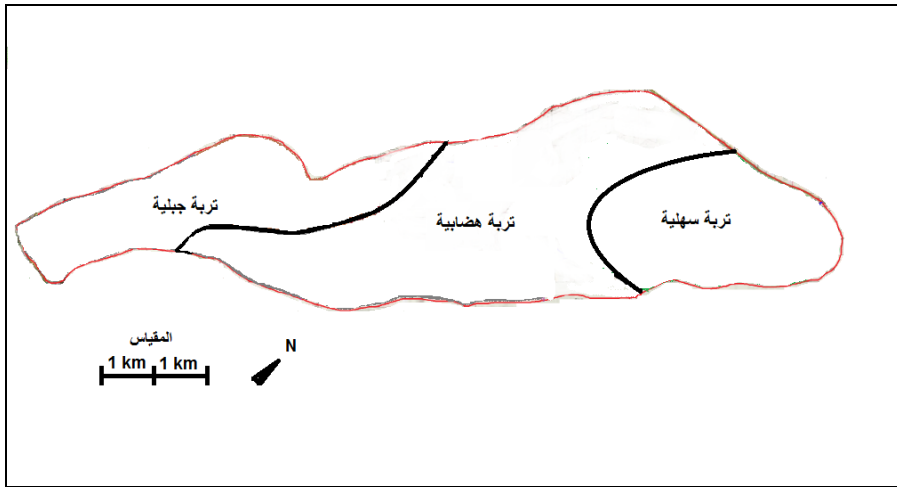 تربة جبلية
تربة هضابية
تربة سهلية
المقياس
1 km 1 km
N